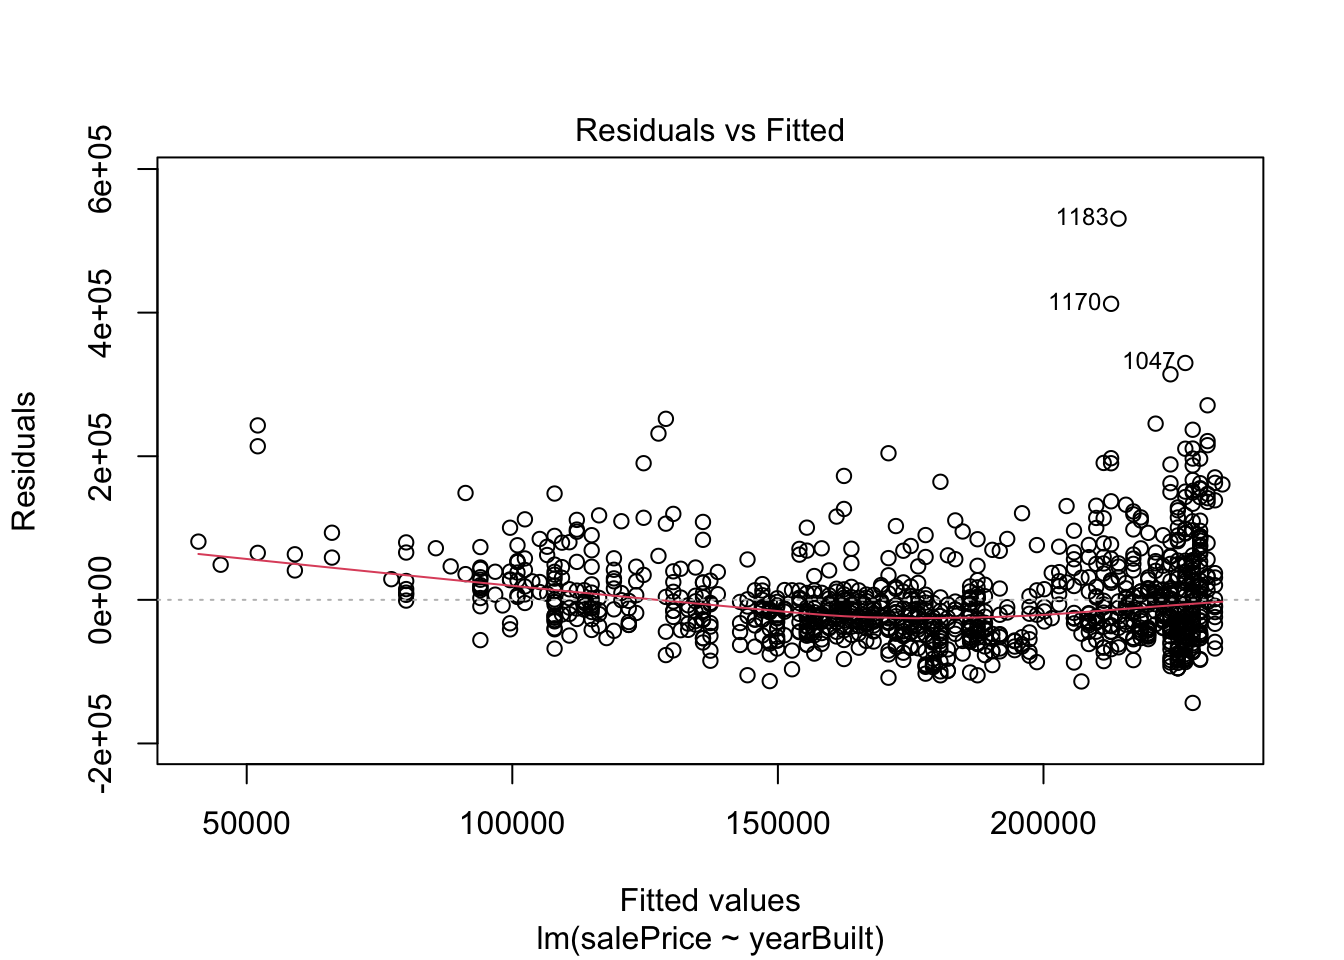 Residuals vs Fitted
6e+05
4e+05
2e+05
0e+00
-2e+05
Residuals
1183
1170
1047
50000 100000 150000 200000
Fitted values
lm(salePrice ~ yearBuilt)